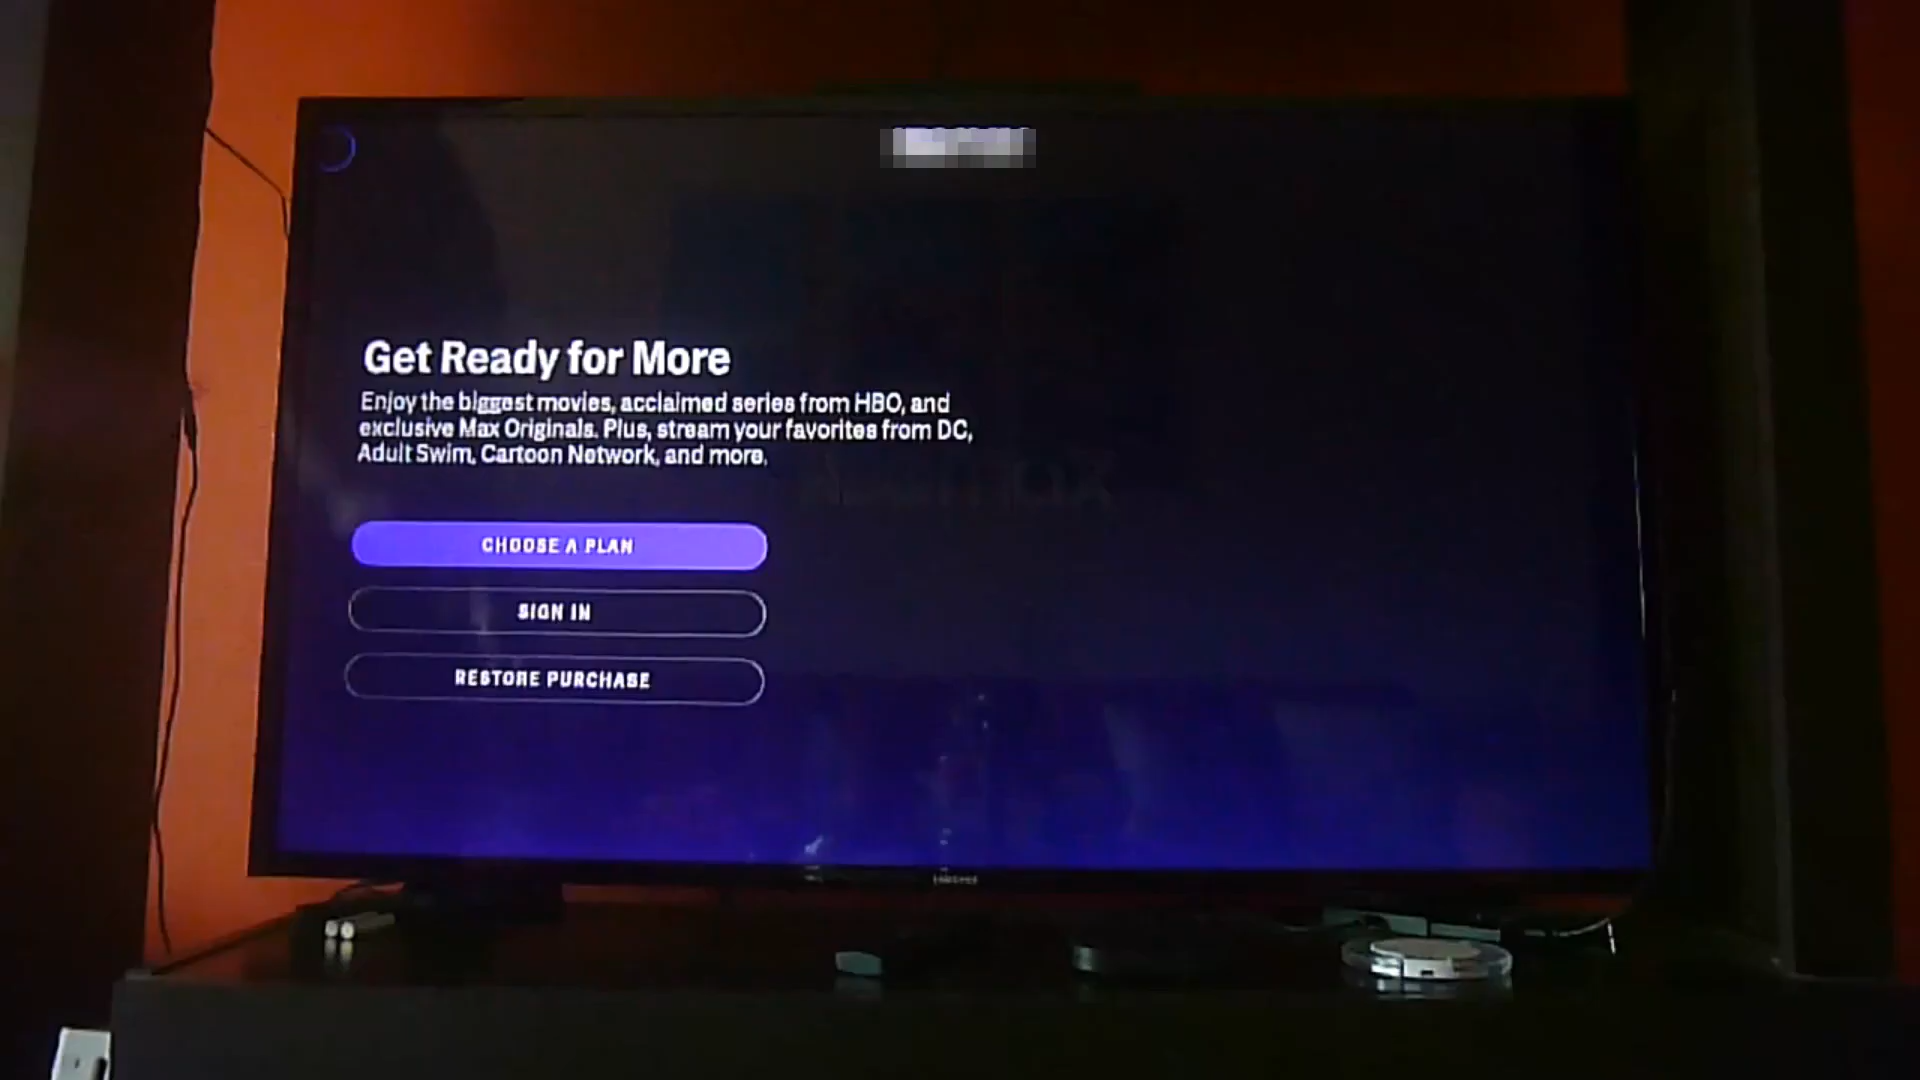 Get Ready for More
Enjoy the biggest movies, acclaimed series from HBO, and
exclusive Max Originals. Plus, stream your favorites from DC,
Adult Swim, Cartoon Network, and more.
CHOOSE A PLAN
SIGN IN
RESTORE PURCHASE